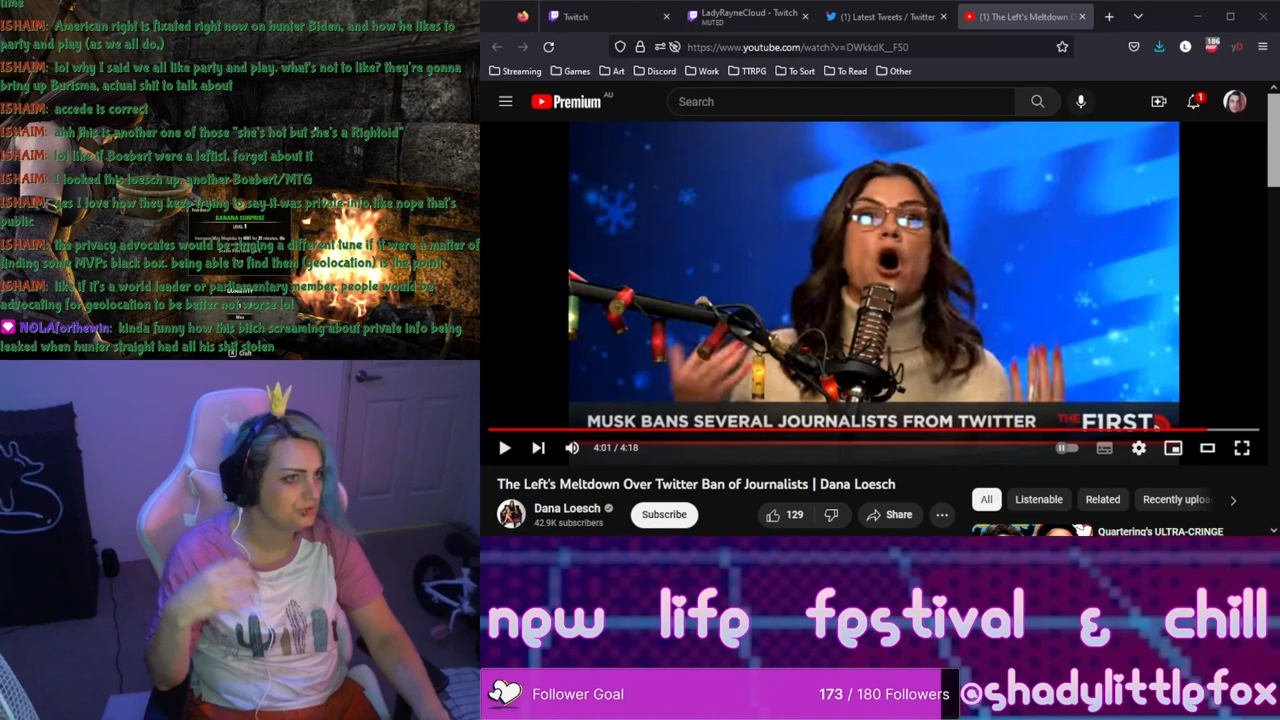 time
ISHAIM: American right is fixated right now on hunter Biden, and how he likes to
party and play (as we all do,)
ISHAIM: lol why I said we all like party and play. what's not to like? they're gonna
bring up Burisma, actual shit to talk about
ISHAIM: accede is correct
ISHAIM: ahh this is another one of those "she's hot but she's a Rightoid"
ISHAIM: lol like if Boebert were a leftist. forget about it
ISHAIM: I looked this loesch up. another Boebert/MTG
ISHAIM: yes I love how they keep trying to say it was private info like nope that's
public
ISHAIM: the privacy advocates would be singing a different tune if it were a matter of
finding some MVPs black box. being able to find them (geolocation) is the point
ISHAIM: like if it's a world leader or parliamentary member, people would be
advocating for geolocation to be better not worse lol
NOLAforthewin: kinda funny how this bitch screaming about private info being
leaked when hunter straight had all his shit stolen
BANANA SURPRISE
LEVEL 1
Craft
Twitch
LadyRayneCloud - Twitch
MUTED
(1) Latest Tweets / Twitter
(1) The Left's Meltdown O
https://www.youtube.com/watch?v=DWkkdK__F50
186
Streaming
Games
Art
Discord
Work
TTRPG
To Sort
To Read
Other
Premium AU
Search
1
MUSK BANS SEVERAL JOURNALISTS FROM TWITTER
THE FIRST
4:01 / 4:18
The Left's Meltdown Over Twitter Ban of Journalists | Dana Loesch
Dana Loesch
42.9K subscribers
Subscribe
129
Share
All
Listenable
Related
Recently uploa
Quartering's ULTRA-CRINGE
new life festival & chill
Follower Goal
173 / 180 Followers
@shadylittlefox